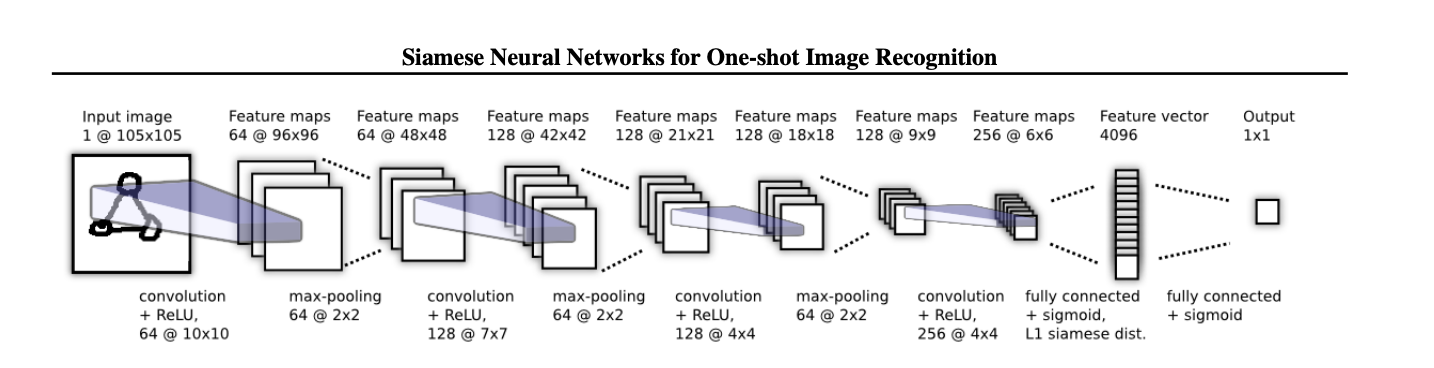 Siamese Neural Networks for One-shot Image Recognition
Input image
1 @ 105x105
Feature maps
64 @ 96x96
Feature maps
64 @ 48x48
Feature maps
128 @ 42x42
Feature maps
128 @ 21x21
Feature maps
128 @ 18x18
Feature maps
128 @ 9x9
Feature maps
256 @ 6x6
Feature vector
4096
Output
1x1
convolution
+ ReLU,
64 @ 10x10
max-pooling
64 @ 2x2
convolution
+ ReLU,
128 @ 7x7
max-pooling
64 @ 2x2
convolution
+ ReLU,
128 @ 4x4
max-pooling
64 @ 2x2
convolution
+ ReLU,
256 @ 4x4
fully connected
+ sigmoid,
L1 siamese dist.
fully connected
+ sigmoid